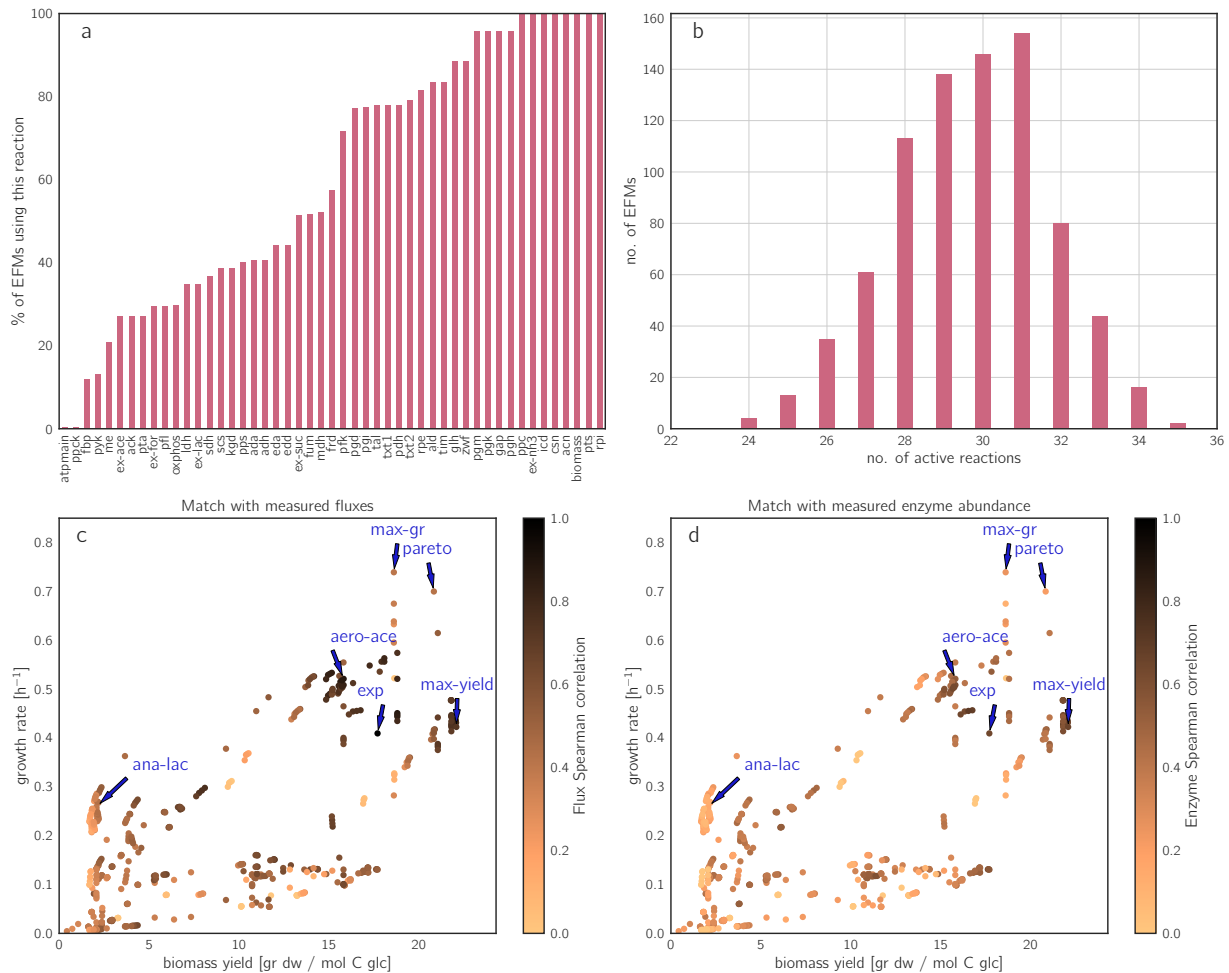 a
% of EFMs using this reaction
100
80
60
40
20
0
atpmain
ppck
fbp
pyk
me
ex-ace
ack
pta
ex-for
pfl
oxphos
ldh
ex-lac
sdh
scs
kgd
pps
ada
adh
eda
edd
ex-suc
fum
mdh
frd
pfk
pgd
pgi
tal
txt1
pdh
txt2
rpe
ald
tim
glh
zwf
pgm
pgk
gap
pgh
ppc
ex-nh3
icd
csn
acn
biomass
pts
rpi
b
no. of EFMs
160
140
120
100
80
60
40
20
0
22 24 26 28 30 32 34 36
no. of active reactions
Match with measured fluxes
c
max-gr
pareto
aero-ace
exp
max-yield
ana-lac
growth rate [h⁻¹]
0.8
0.7
0.6
0.5
0.4
0.3
0.2
0.1
0.0
0 5 10 15 20
biomass yield [gr dw / mol C glc]
1.0
0.8
0.6
0.4
0.2
0.0
Flux Spearman correlation
Match with measured enzyme abundance
d
max-gr
pareto
aero-ace
exp
max-yield
ana-lac
growth rate [h⁻¹]
0.8
0.7
0.6
0.5
0.4
0.3
0.2
0.1
0.0
0 5 10 15 20
biomass yield [gr dw / mol C glc]
1.0
0.8
0.6
0.4
0.2
0.0
Enzyme Spearman correlation